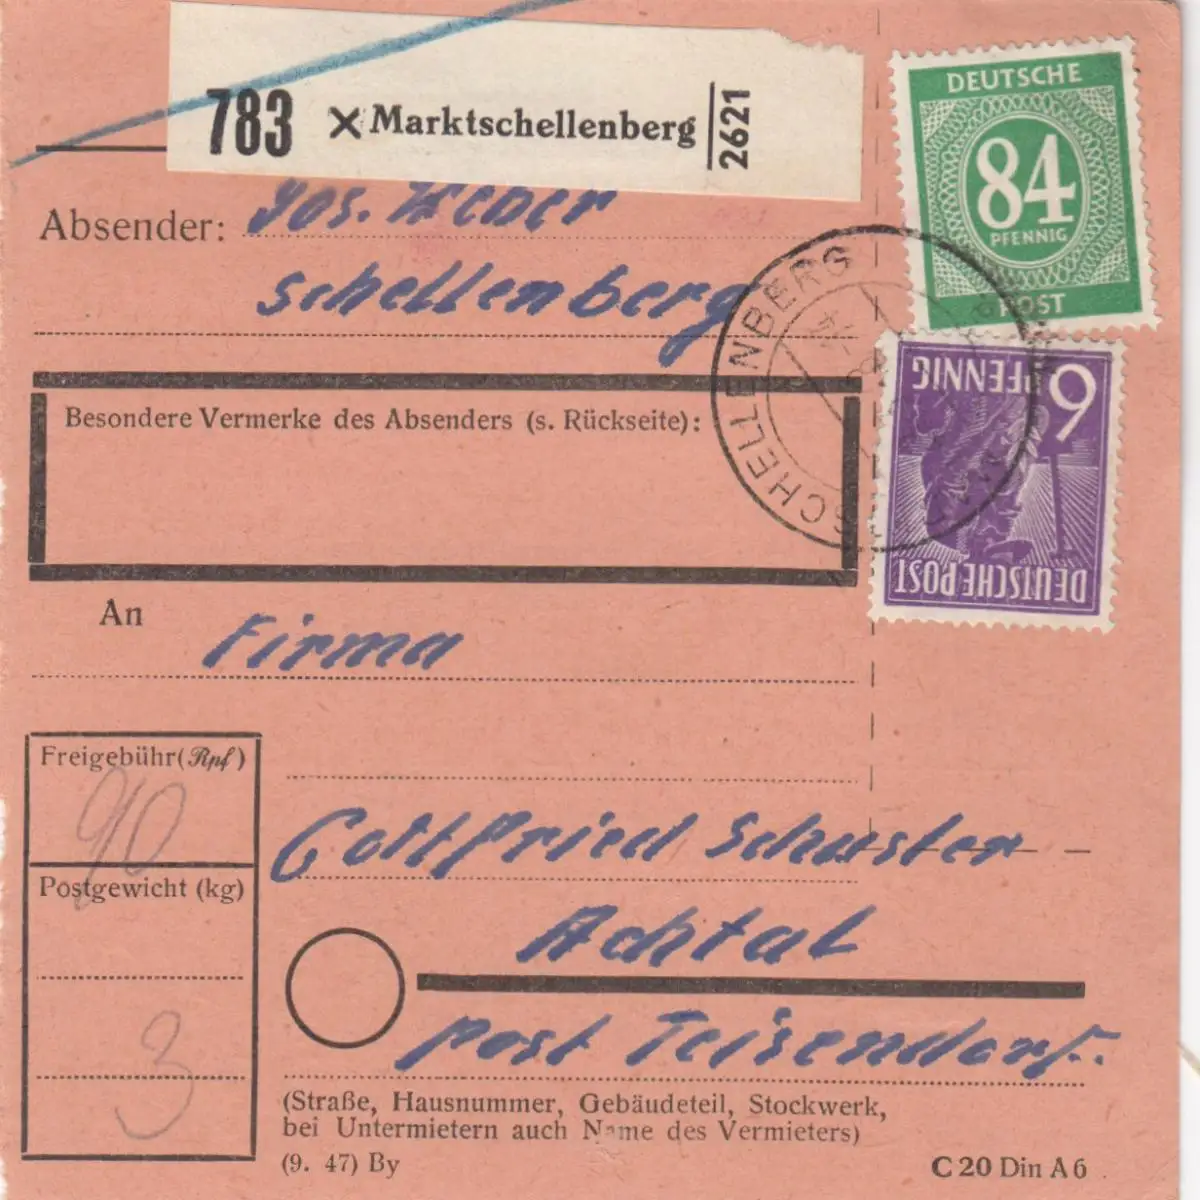 783 X Marktschellenberg 2621
DEUTSCHE
84
PFENNIG
POST
Absender: Jos. Weber
Schellenberg
SCHELLENBERG
6
PFENNIG
DEUTSCHE POST
Besondere Vermerke des Absenders (s. Rückseite):
An Firma
Freigebühr (Rpf)
90
Gottfried Schuster
Postgewicht (kg)
3
Achtal
post Teisendorf.
(Straße, Hausnummer, Gebäudeteil, Stockwerk,
bei Untermietern auch Name des Vermieters)
(9. 47) By
C 20 Din A 6